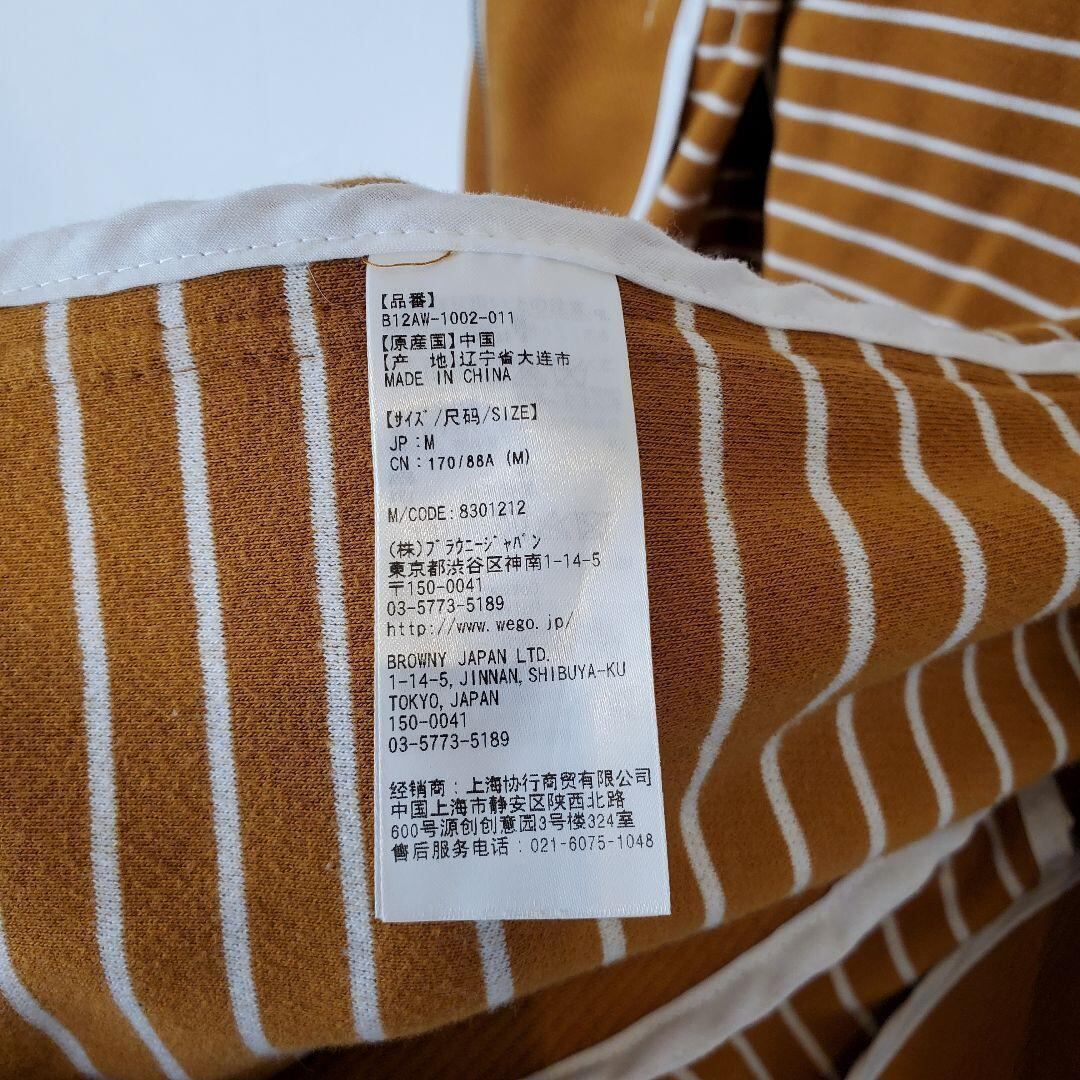 【品番】
B12AW-1002-011
【原産国】中国
【产　地】辽宁省大连市
MADE IN CHINA
【ｻｲｽﾞ/尺码/SIZE】
JP：M
CN：170/88A (M)
M/CODE：8301212
(株)ﾌﾞﾗｳﾆｰｼﾞｬﾊﾟﾝ
東京都渋谷区神南1-14-5
〒150-0041
03-5773-5189
http://www.wego.jp/
BROWNY JAPAN LTD.
1-14-5, JINNAN, SHIBUYA-KU
TOKYO, JAPAN
150-0041
03-5773-5189
经销商：上海协行商贸有限公司
中国上海市静安区陕西北路
600号源创创意园3号楼324室
售后服务电话：021-6075-1048